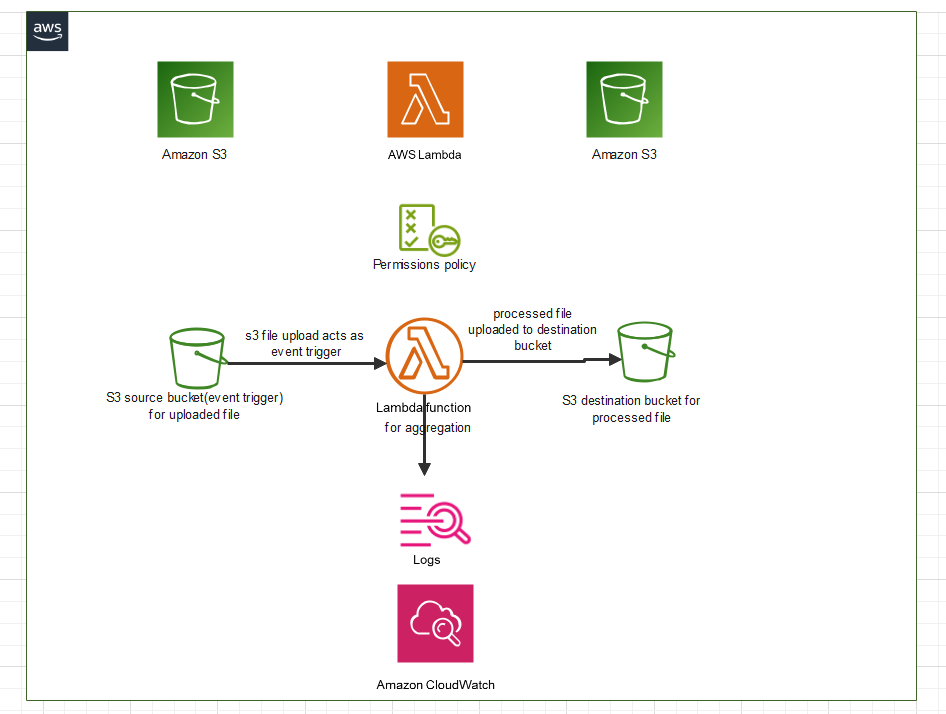 aws
Amazon S3
AWS Lambda
Amazon S3
Permissions policy
s3 file upload acts as
event trigger
processed file
uploaded to destination
bucket
S3 source bucket(event trigger)
for uploaded file
Lambda function
for aggregation
S3 destination bucket for
processed file
Logs
Amazon CloudWatch